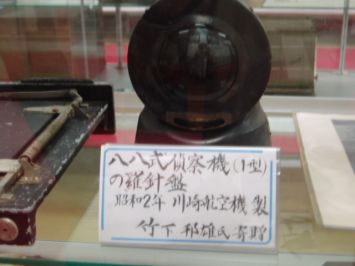 八八式偵察機(1型)
の羅針盤
昭和2年 川崎航空機製
竹下 邦雄氏寄贈